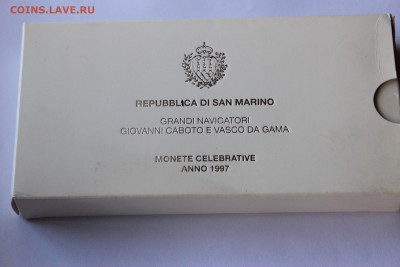 COINS.LAVE.RU
REPUBBLICA DI SAN MARINO
GRANDI NAVIGATORI
GIOVANNI CABOTO E VASCO DA GAMA
MONETE CELEBRATIVE
ANNO 1997